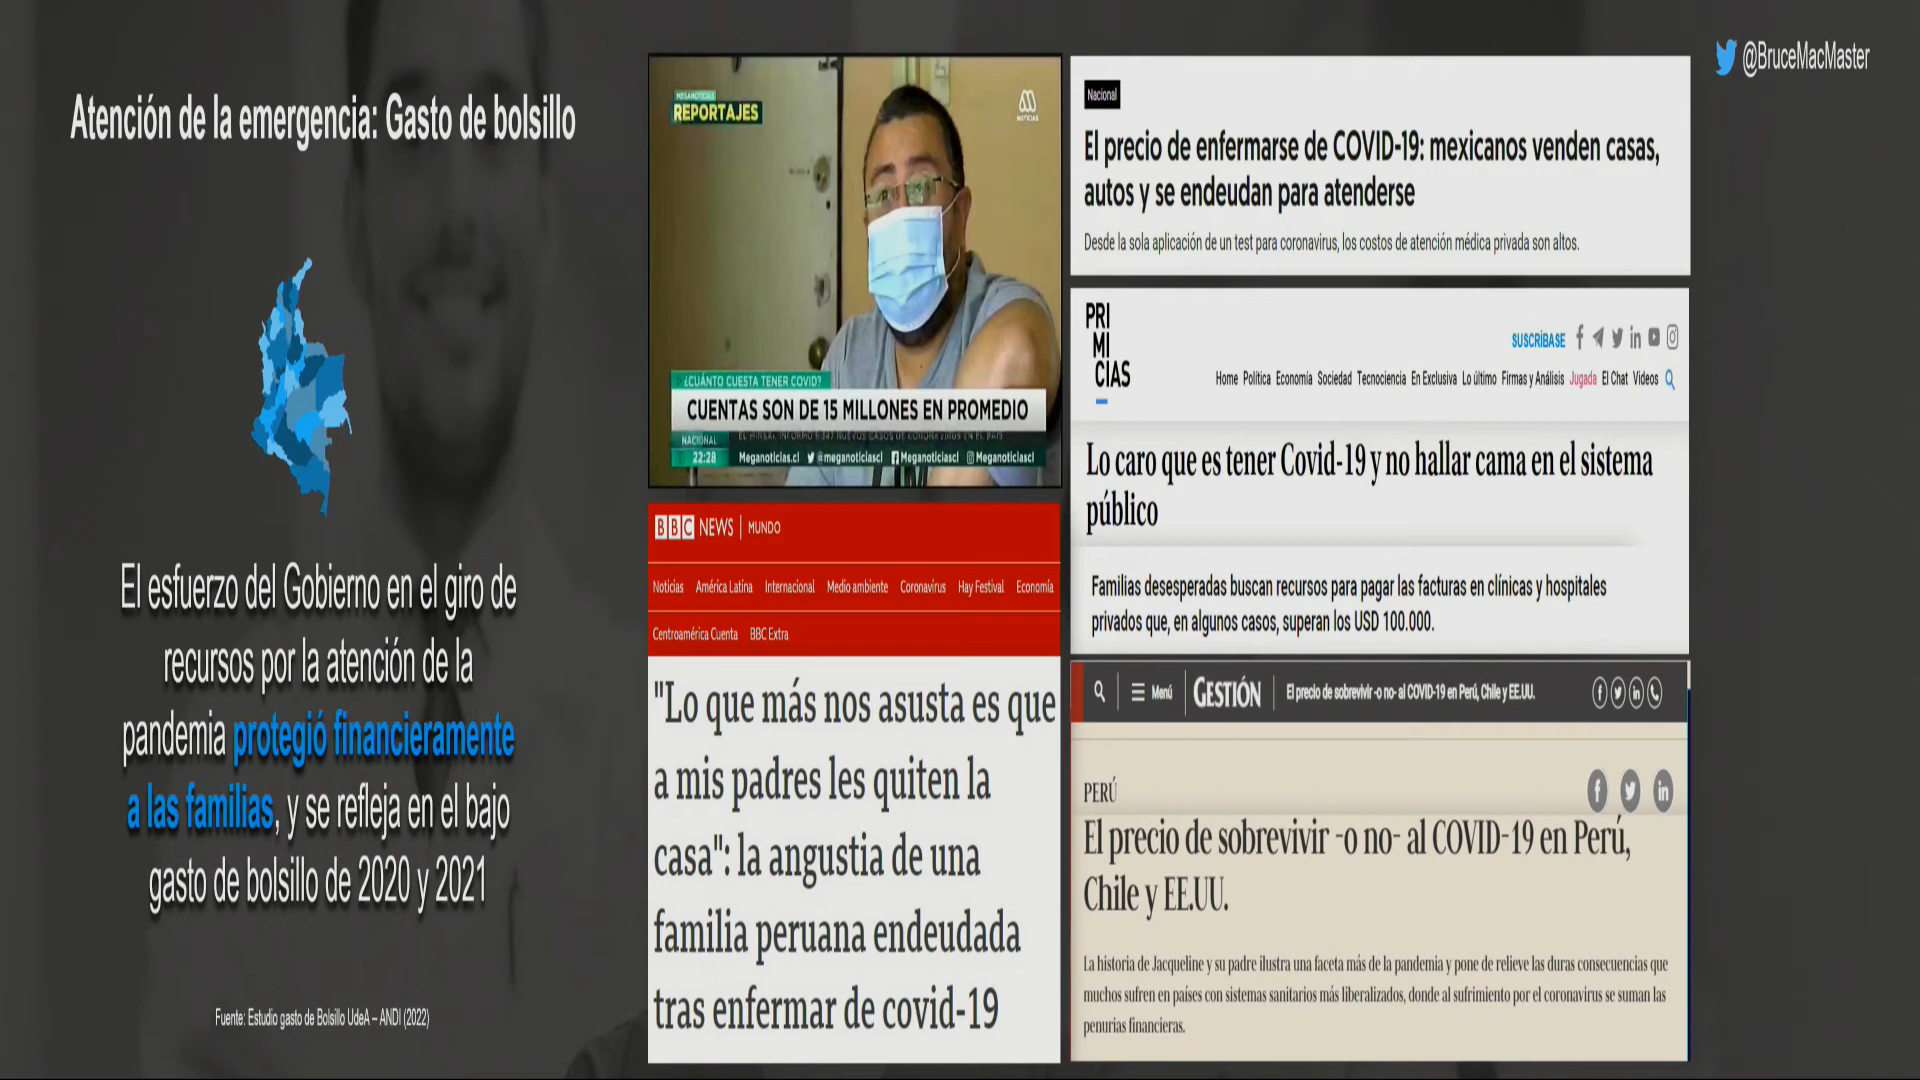 @BruceMacMaster
Atención de la emergencia: Gasto de bolsillo
El esfuerzo del Gobierno en el giro de
recursos por la atención de la
pandemia protegió financieramente
a las familias, y se refleja en el bajo
gasto de bolsillo de 2020 y 2021
Fuente: Estudio gasto de Bolsillo UdeA – ANDI (2022)
MEGANOTICIAS
REPORTAJES
NOTICIAS
¿CUÁNTO CUESTA TENER COVID?
CUENTAS SON DE 15 MILLONES EN PROMEDIO
NACIONAL
22:28 Meganoticias.cl @meganoticiascl Meganoticiascl Meganoticiascl
BBC NEWS | MUNDO
Noticias América Latina Internacional Medio ambiente Coronavirus Hay Festival Economía
Centroamérica Cuenta BBC Extra
"Lo que más nos asusta es que
a mis padres les quiten la
casa": la angustia de una
familia peruana endeudada
tras enfermar de covid-19
Nacional
El precio de enfermarse de COVID-19: mexicanos venden casas,
autos y se endeudan para atenderse
Desde la sola aplicación de un test para coronavirus, los costos de atención médica privada son altos.
PRI
MI
CIAS
SUSCRÍBASE
Home Política Economía Sociedad Tecnociencia En Exclusiva Lo último Firmas y Análisis Jugada El Chat Videos
Lo caro que es tener Covid-19 y no hallar cama en el sistema
público
Familias desesperadas buscan recursos para pagar las facturas en clínicas y hospitales
privados que, en algunos casos, superan los USD 100.000.
Menú GESTIÓN El precio de sobrevivir -o no- al COVID-19 en Perú, Chile y EE.UU.
PERÚ
El precio de sobrevivir -o no- al COVID-19 en Perú,
Chile y EE.UU.
La historia de Jacqueline y su padre ilustra una faceta más de la pandemia y pone de relieve las duras consecuencias que
muchos sufren en países con sistemas sanitarios más liberalizados, donde al sufrimiento por el coronavirus se suman las
penurias financieras.